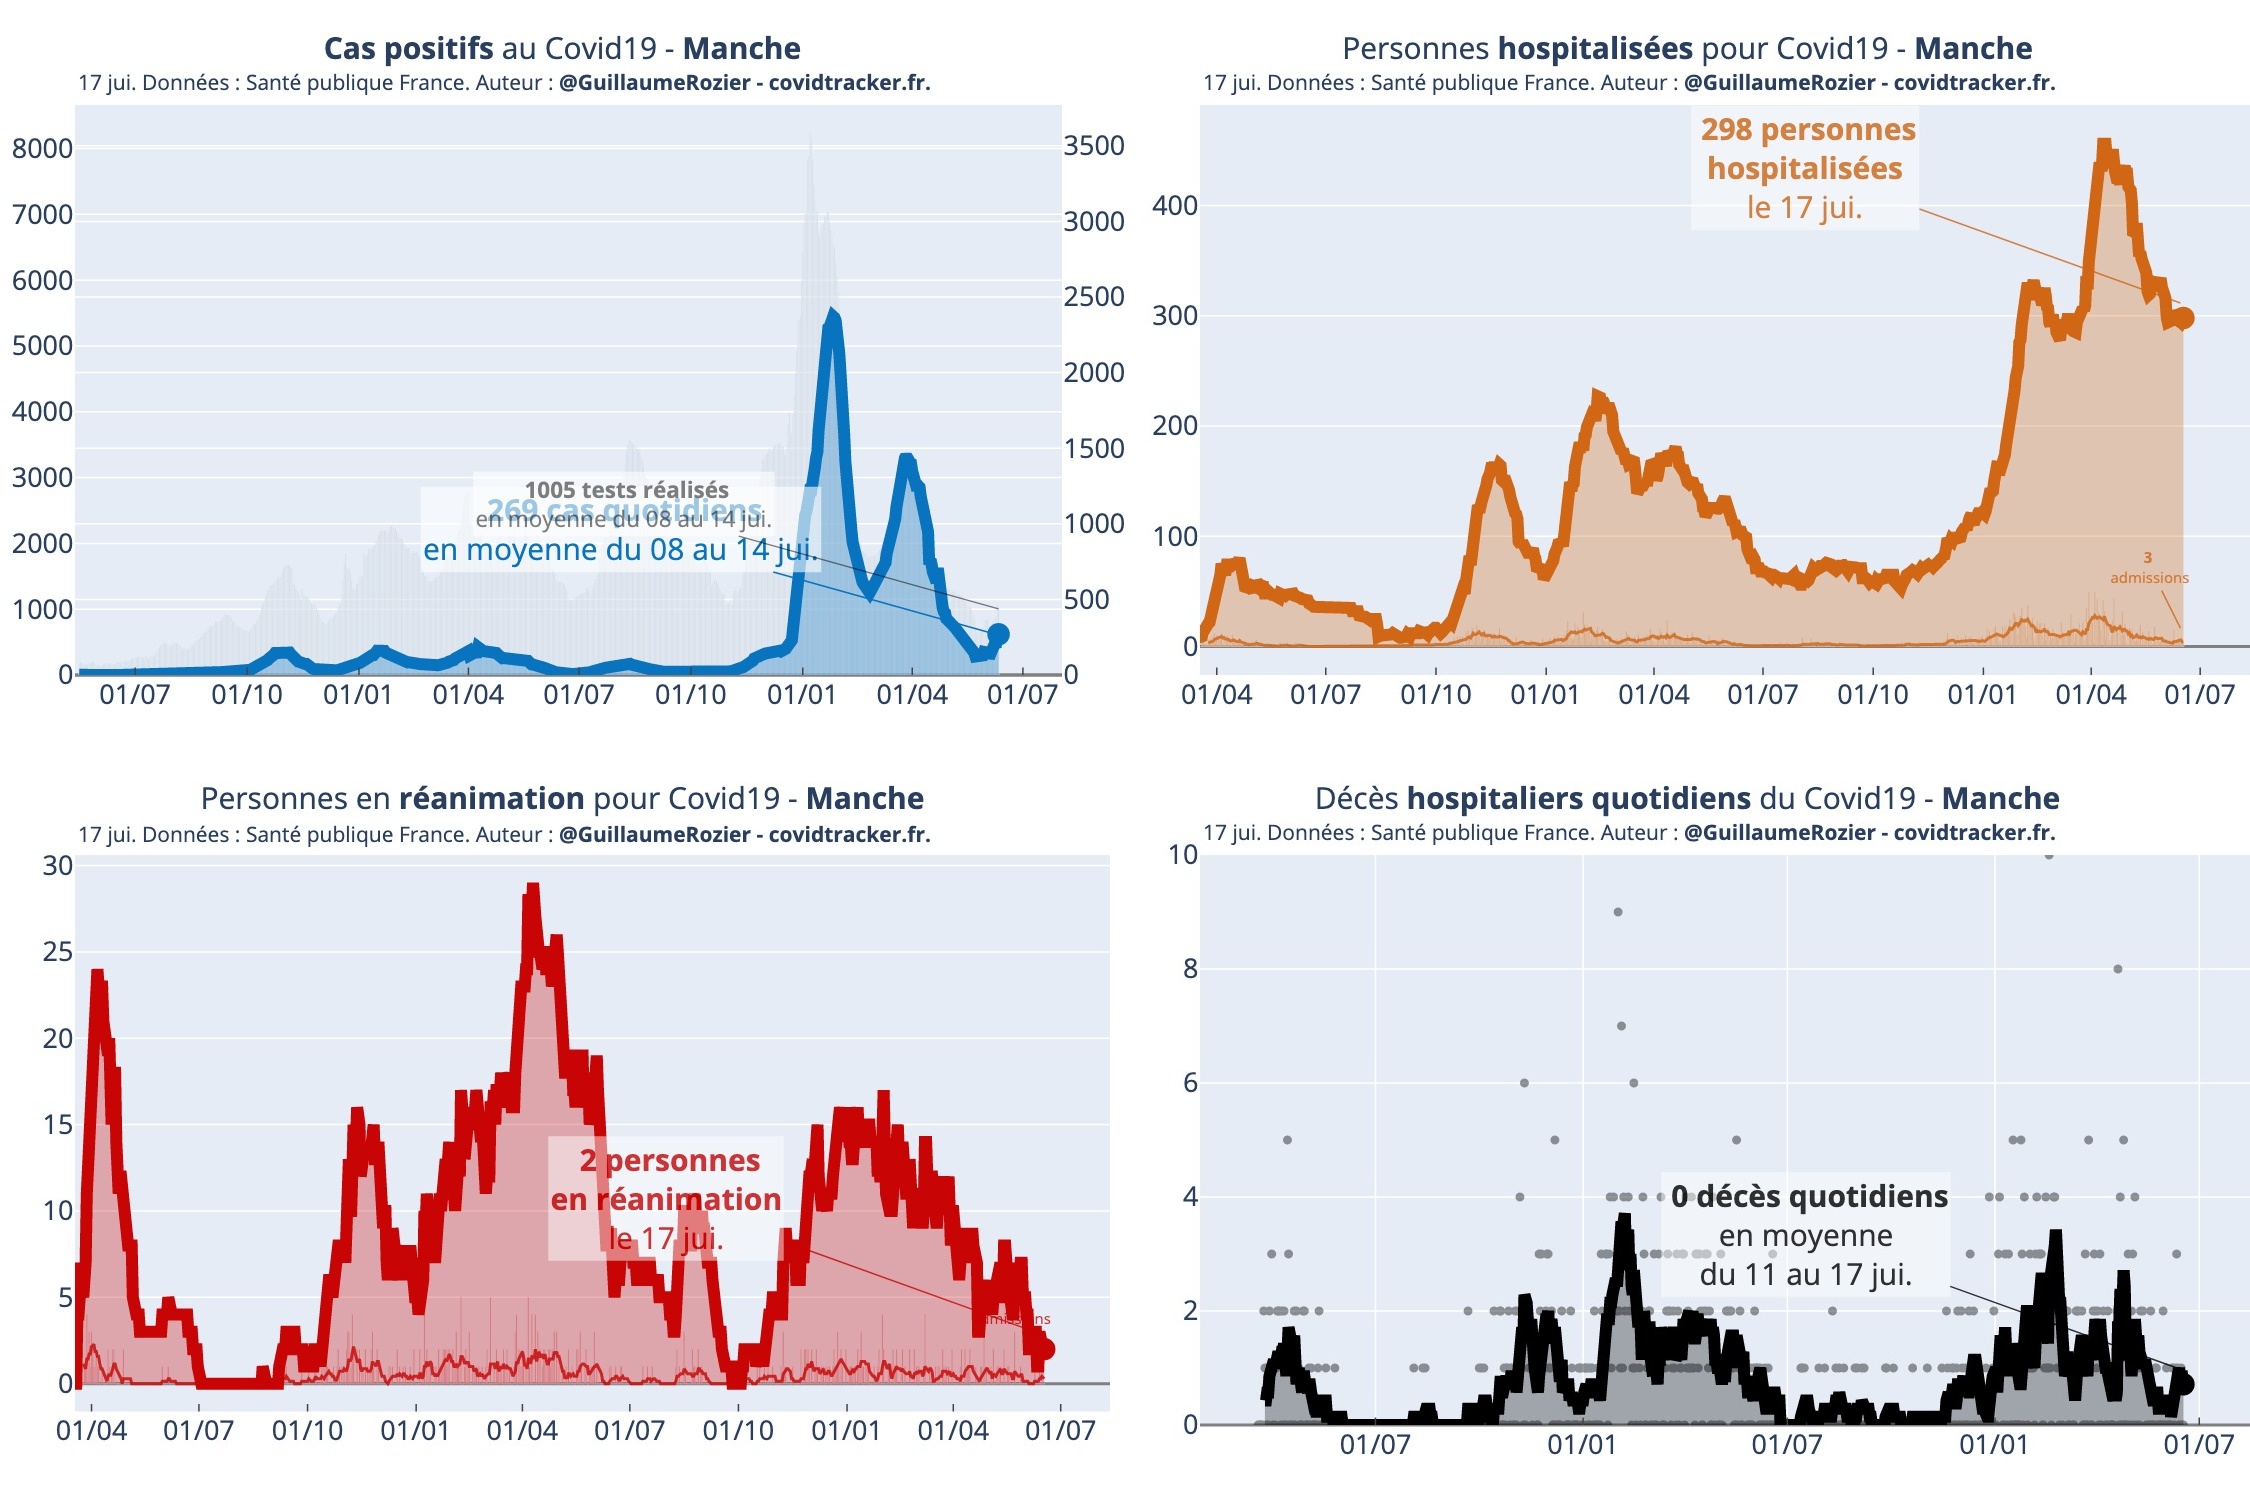 Cas positifs au Covid19 - Manche
17 jui. Données : Santé publique France. Auteur : @GuillaumeRozier - covidtracker.fr.
8000
7000
6000
5000
4000
3000
2000
1000
0
3500
3000
2500
2000
1500
1000
500
0
1005 tests réalisés
en moyenne du 08 au 14 jui.
269 cas quotidiens
en moyenne du 08 au 14 jui.
01/07 01/10 01/01 01/04 01/07 01/10 01/01 01/04 01/07
Personnes hospitalisées pour Covid19 - Manche
17 jui. Données : Santé publique France. Auteur : @GuillaumeRozier - covidtracker.fr.
298 personnes
hospitalisées
le 17 jui.
400
300
200
100
0
3
admissions
01/04 01/07 01/10 01/01 01/04 01/07 01/10 01/01 01/04 01/07
Personnes en réanimation pour Covid19 - Manche
17 jui. Données : Santé publique France. Auteur : @GuillaumeRozier - covidtracker.fr.
30
25
20
15
10
5
0
2 personnes
en réanimation
le 17 jui.
01/04 01/07 01/10 01/01 01/04 01/07 01/10 01/01 01/04 01/07
Décès hospitaliers quotidiens du Covid19 - Manche
17 jui. Données : Santé publique France. Auteur : @GuillaumeRozier - covidtracker.fr.
10
8
6
4
2
0
0 décès quotidiens
en moyenne
du 11 au 17 jui.
01/07 01/01 01/07 01/01 01/07